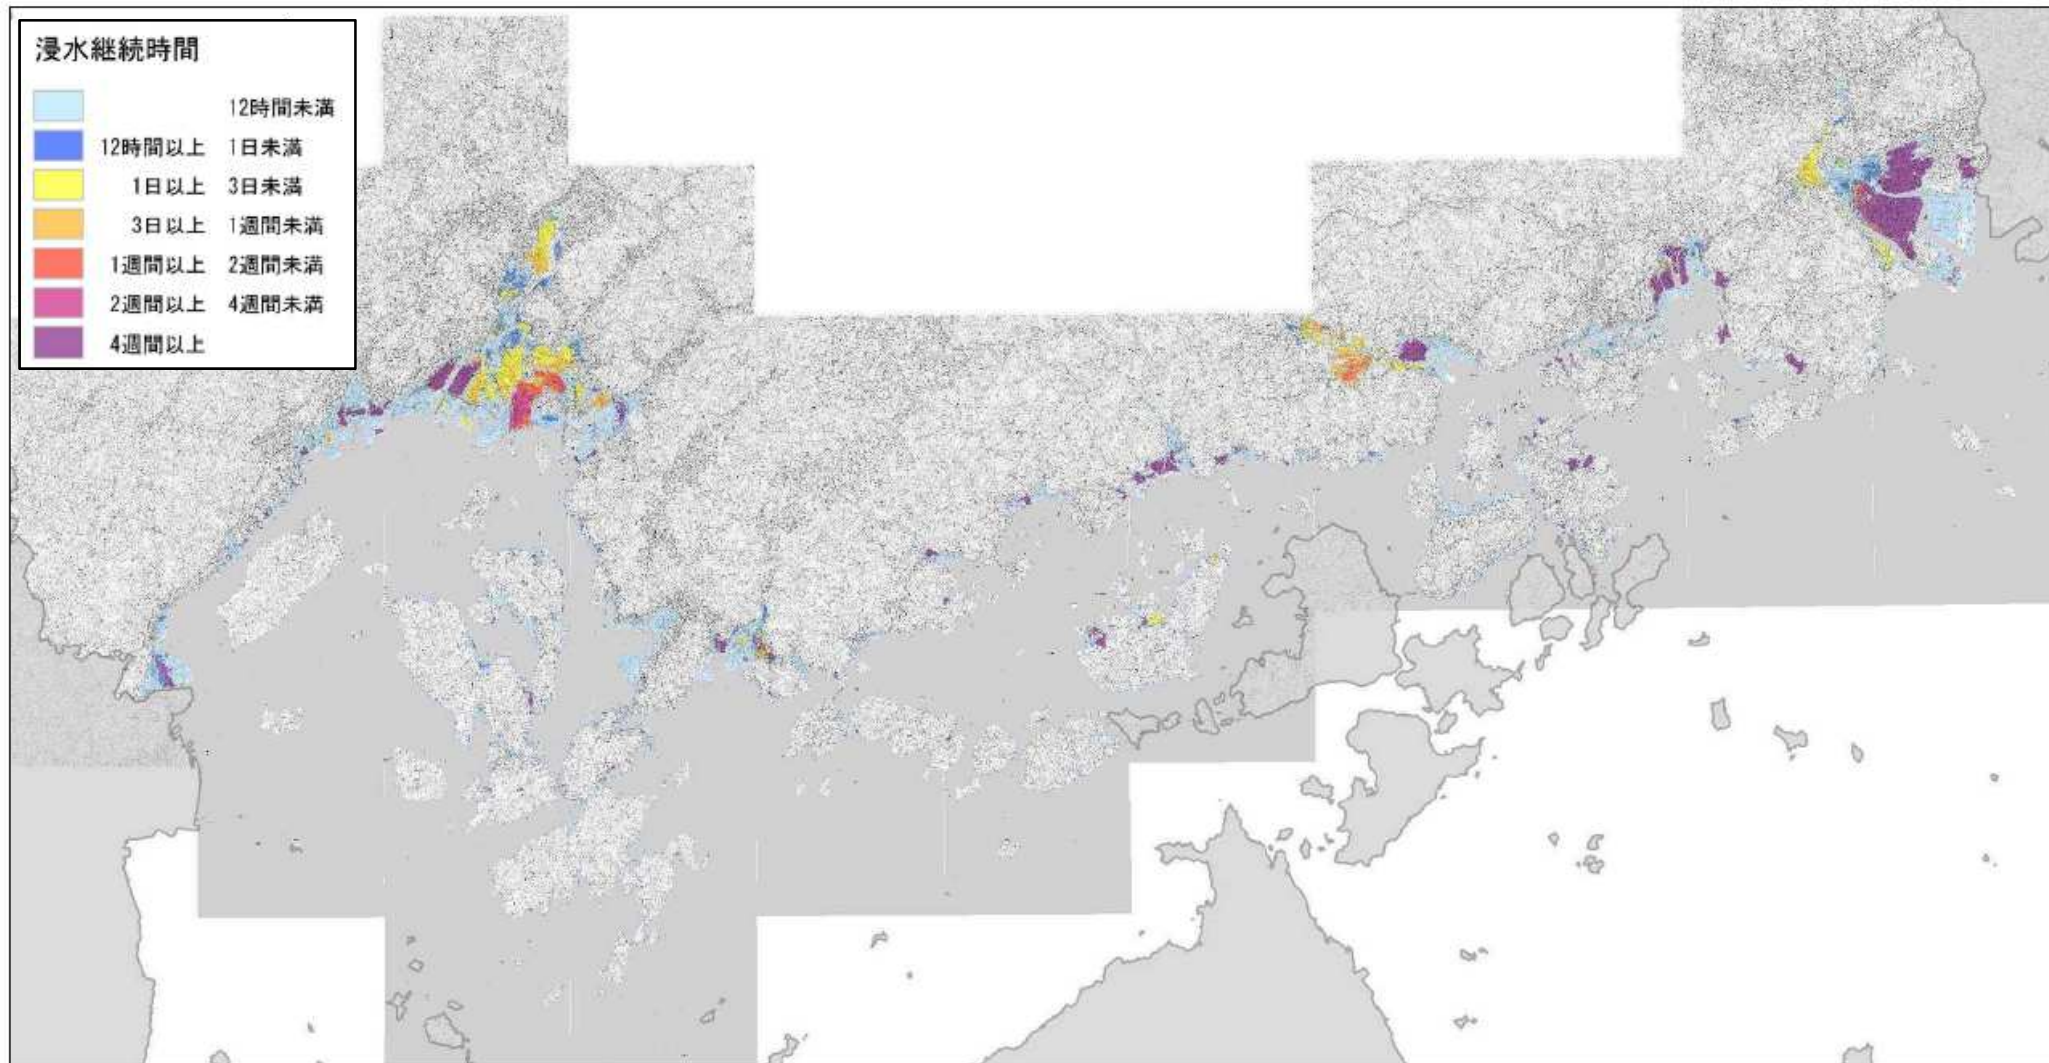 浸水継続時間
12時間未満
12時間以上 1日未満
1日以上 3日未満
3日以上 1週間未満
1週間以上 2週間未満
2週間以上 4週間未満
4週間以上